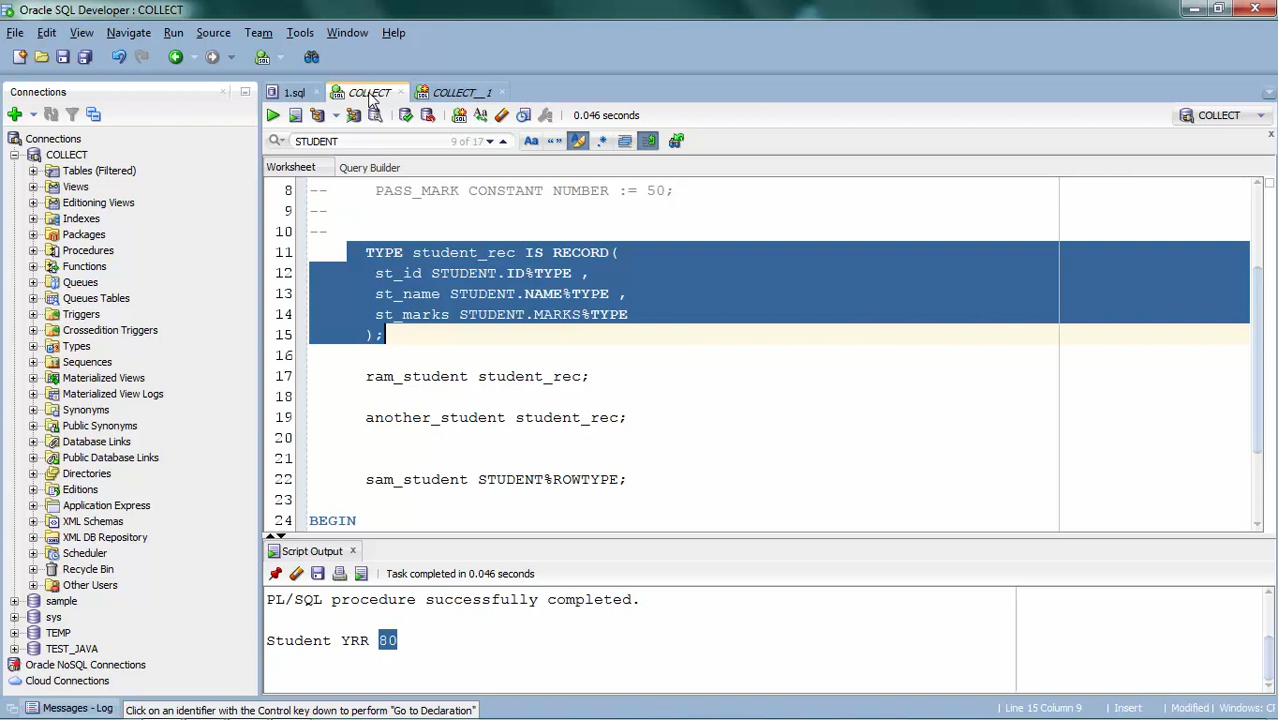 Oracle SQL Developer : COLLECT
File Edit View Navigate Run Source Team Tools Window Help
Connections
1.sql
COLLECT
COLLECT__1
0.046 seconds
COLLECT
STUDENT
9 of 17
Aa
Worksheet
Query Builder
Connections
COLLECT
Tables (Filtered)
Views
Editioning Views
Indexes
Packages
Procedures
Functions
Queues
Queues Tables
Triggers
Crossedition Triggers
Types
Sequences
Materialized Views
Materialized View Logs
Synonyms
Public Synonyms
Database Links
Public Database Links
Directories
Editions
Application Express
XML Schemas
XML DB Repository
Scheduler
Recycle Bin
Other Users
sample
sys
TEMP
TEST_JAVA
Oracle NoSQL Connections
Cloud Connections
8 -- PASS_MARK CONSTANT NUMBER := 50;
9 --
10 --
11 TYPE student_rec IS RECORD(
12 st_id STUDENT.ID%TYPE ,
13 st_name STUDENT.NAME%TYPE ,
14 st_marks STUDENT.MARKS%TYPE
15 );
16
17 ram_student student_rec;
18
19 another_student student_rec;
20
21
22 sam_student STUDENT%ROWTYPE;
23
24 BEGIN
Script Output
Task completed in 0.046 seconds
PL/SQL procedure successfully completed.
Student YRR 80
Messages - Log
Click on an identifier with the Control key down to perform "Go to Declaration"
Line 15 Column 9
Insert
Modified
Windows: CF